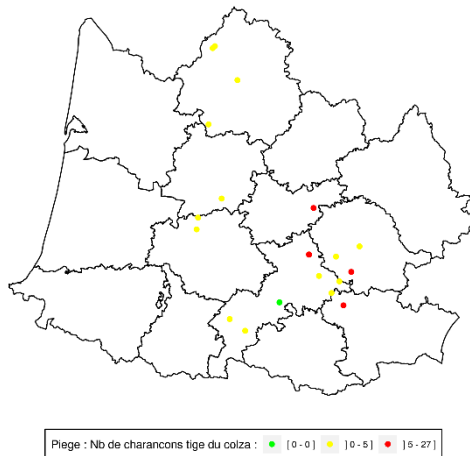 Piege : Nb de charancons tige du colza : [ 0 - 0 ] ] 0 - 5 ] ] 5 - 27 ]